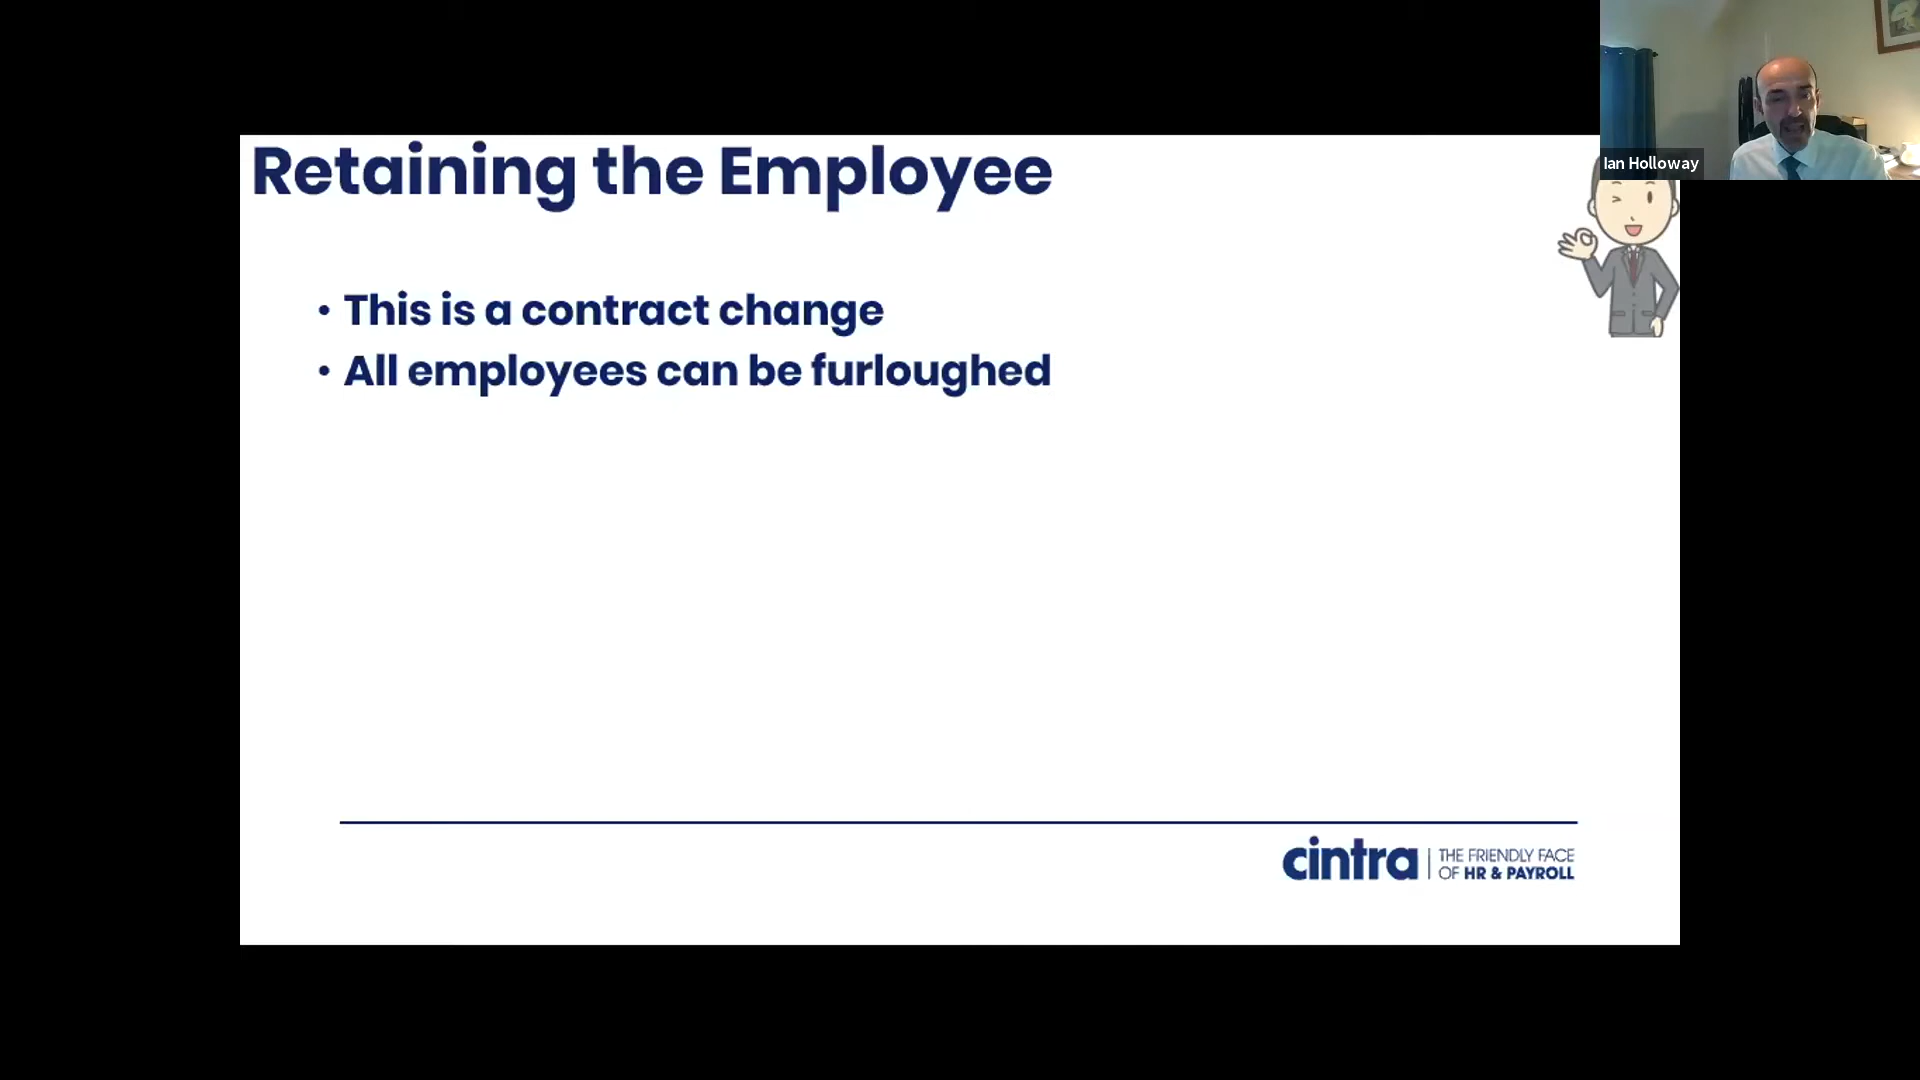 Retaining the Employee
Ian Holloway
• This is a contract change
• All employees can be furloughed
cintra
THE FRIENDLY FACE
OF HR & PAYROLL